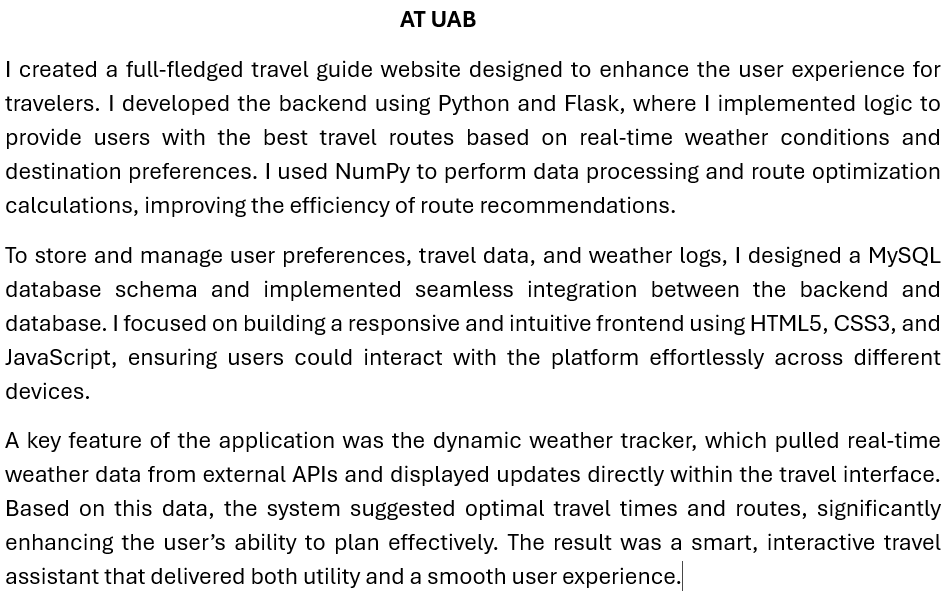 AT UAB
I created a full-fledged travel guide website designed to enhance the user experience for
travelers. I developed the backend using Python and Flask, where I implemented logic to
provide users with the best travel routes based on real-time weather conditions and
destination preferences. I used NumPy to perform data processing and route optimization
calculations, improving the efficiency of route recommendations.
To store and manage user preferences, travel data, and weather logs, I designed a MySQL
database schema and implemented seamless integration between the backend and
database. I focused on building a responsive and intuitive frontend using HTML5, CSS3, and
JavaScript, ensuring users could interact with the platform effortlessly across different
devices.
A key feature of the application was the dynamic weather tracker, which pulled real-time
weather data from external APIs and displayed updates directly within the travel interface.
Based on this data, the system suggested optimal travel times and routes, significantly
enhancing the user’s ability to plan effectively. The result was a smart, interactive travel
assistant that delivered both utility and a smooth user experience.